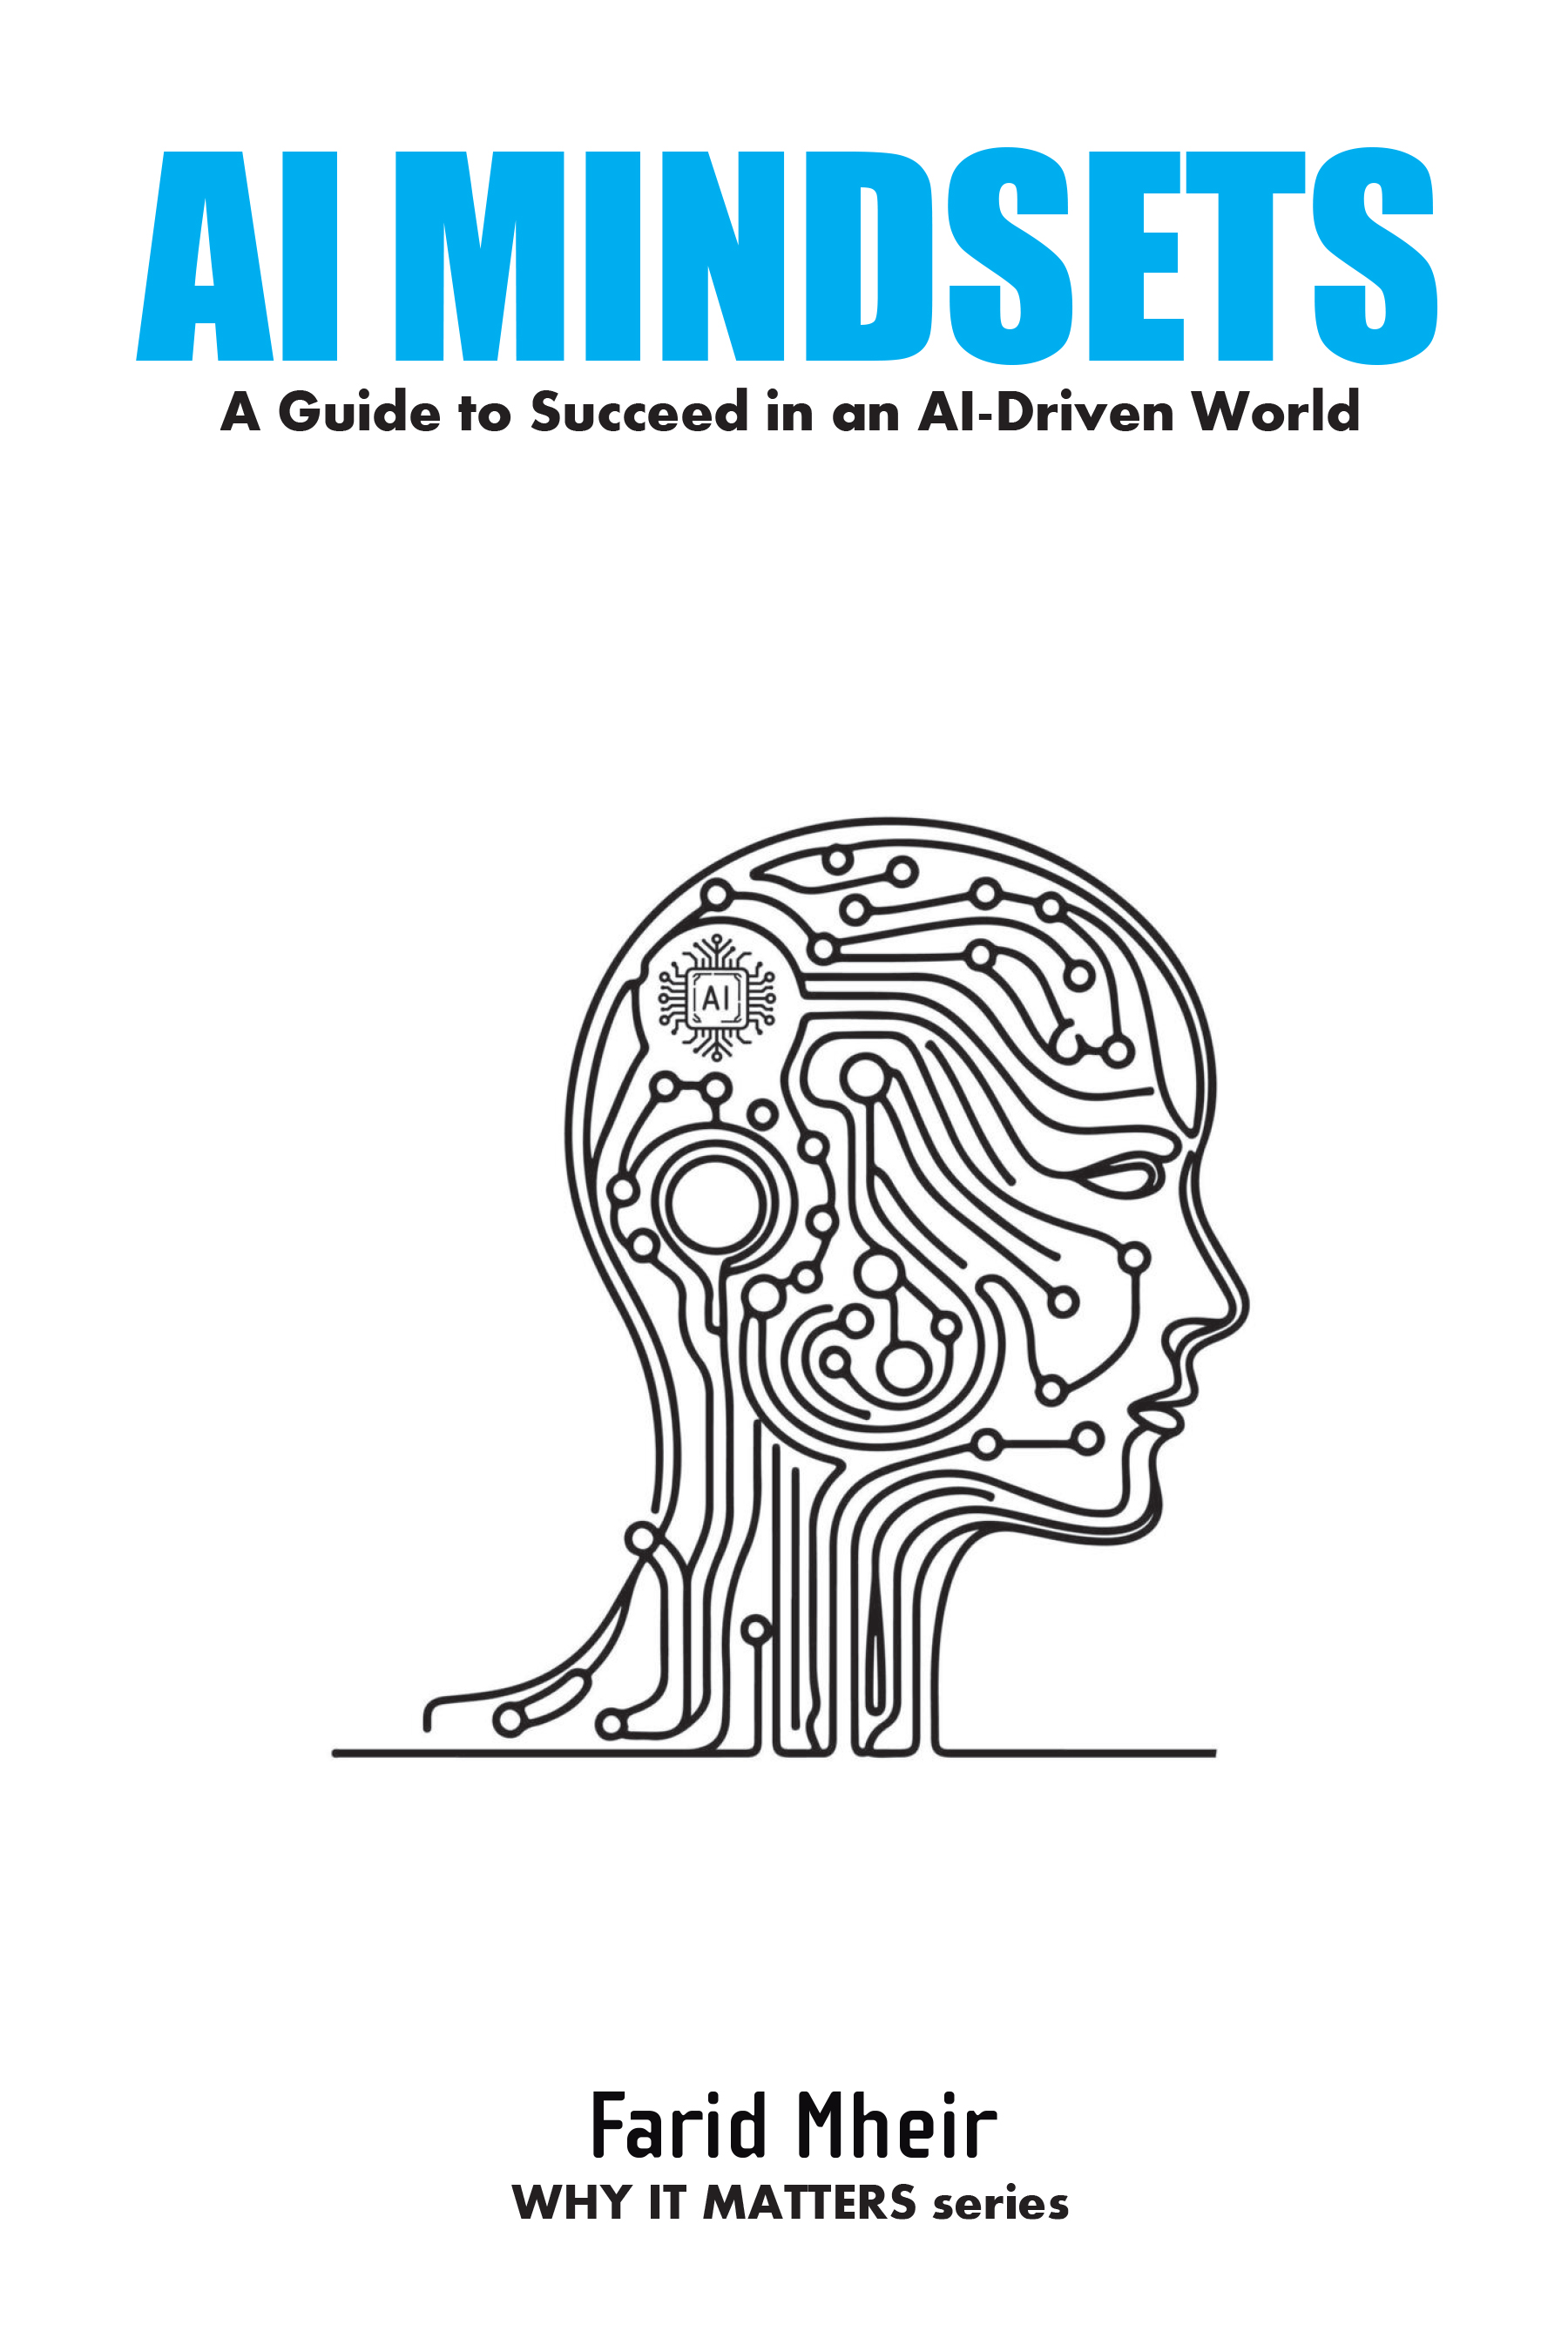 AI MINDSETS
A Guide to Succeed in an AI-Driven World
AI
Farid Mheir
WHY IT MATTERS series